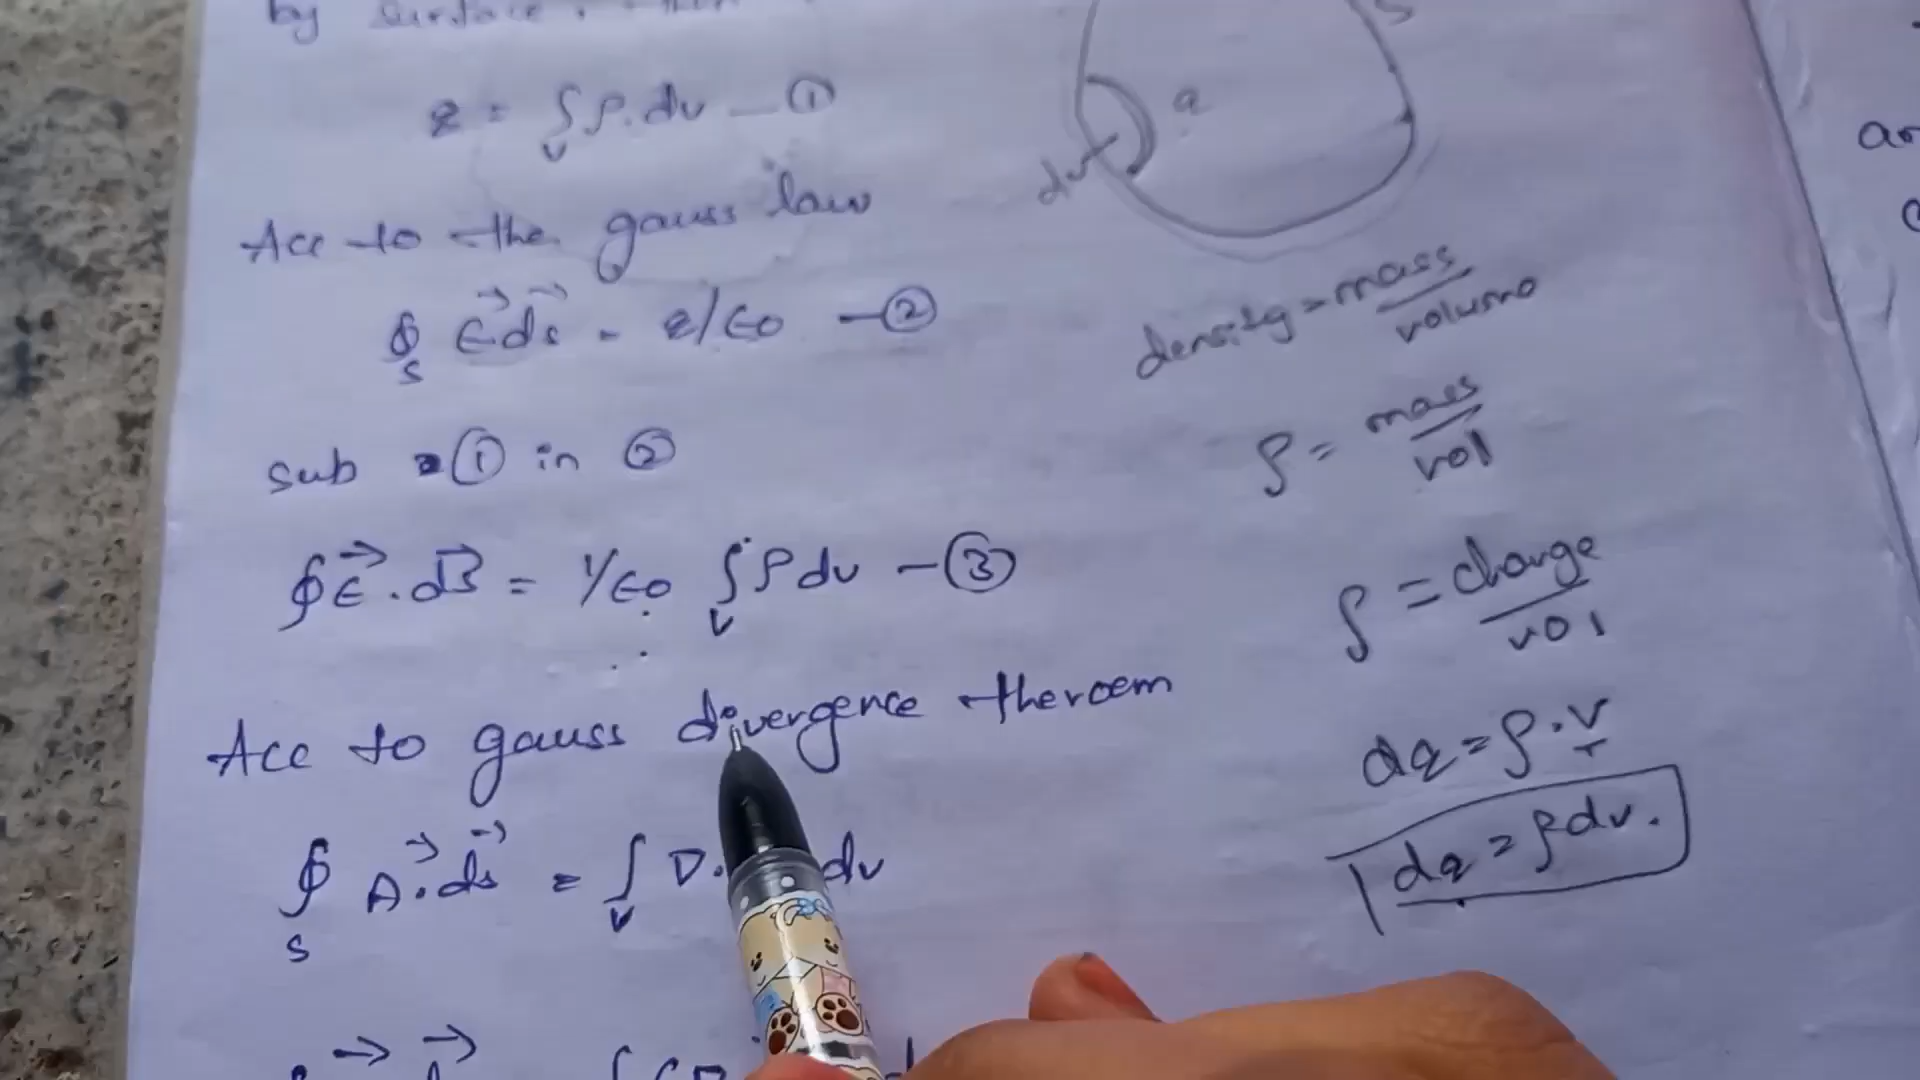 by surface. then
q = ∫ᵥ ρ.dv — ①
Acc to the gauss law
∮ₛ E⃗ ds⃗ = q/ϵ0 — ②
sub ① in ②
∮ E⃗ . dS⃗ = 1/ϵ0 ∫ᵥ ρ dv — ③
Acc to gauss divergence theroem
∮ₛ A⃗ . ds⃗ = ∫ᵥ ∇. dv
S
q
dv
density = mass/volume
ρ = mass/vol
ρ = charge/vol
dq = ρ.v
dq = ρdv.